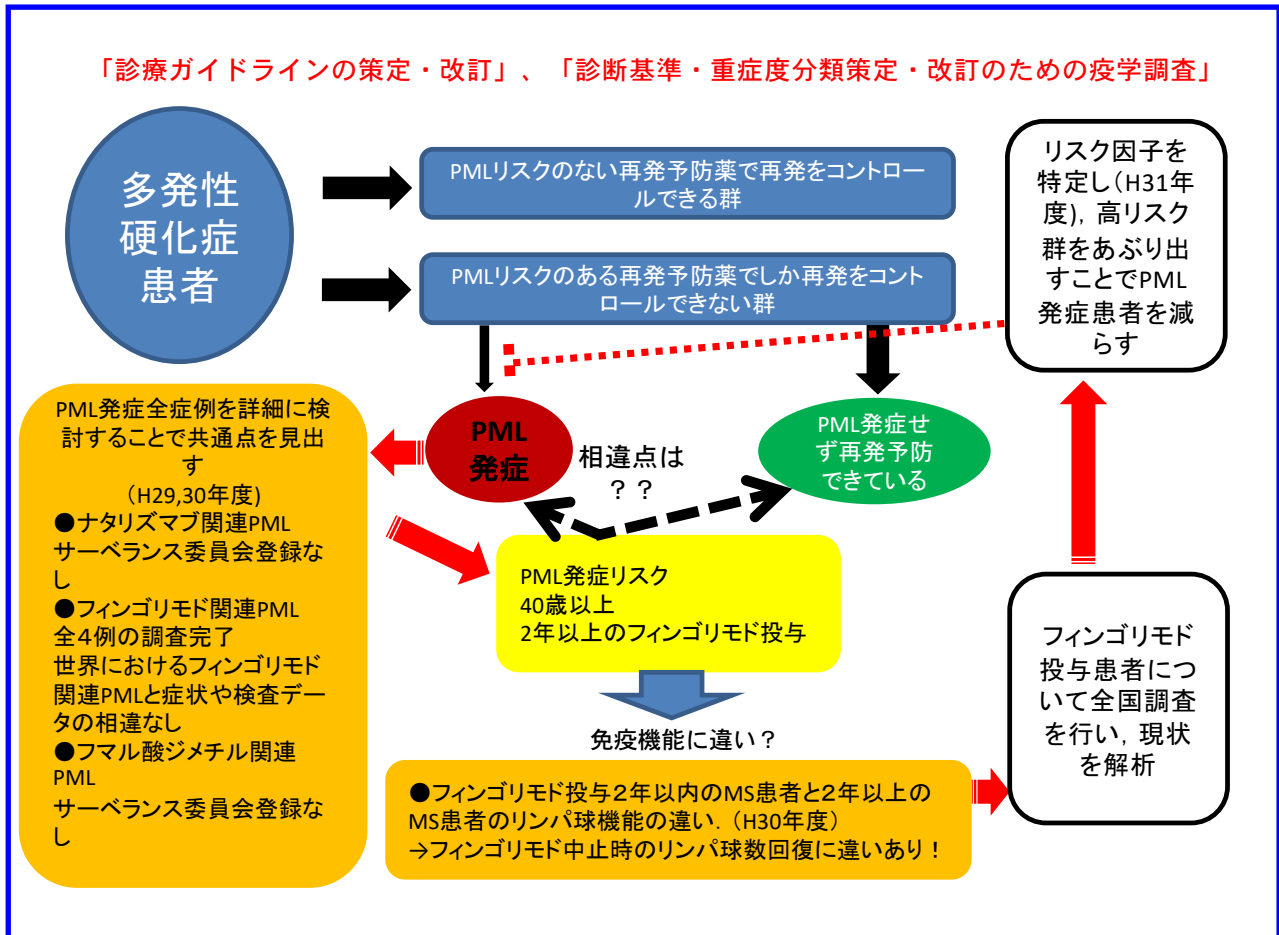 「診療ガイドラインの策定・改訂」、「診断基準・重症度分類策定・改訂のための疫学調査」
多発性
硬化症
患者
PMLリスクのない再発予防薬で再発をコントロー
ルできる群
PMLリスクのある再発予防薬でしか再発をコント
ロールできない群
リスク因子を
特定し(H31年
度), 高リスク
群をあぶり出
すことでPML
発症患者を減
らす
PML発症全症例を詳細に検
討することで共通点を見出
す
(H29,30年度)
●ナタリズマブ関連PML
サーベランス委員会登録な
し
●フィンゴリモド関連PML
全４例の調査完了
世界におけるフィンゴリモド
関連PMLと症状や検査デー
タの相違なし
●フマル酸ジメチル関連
PML
サーベランス委員会登録な
し
PML
発症
相違点は
？？
PML発症せ
ず再発予防
できている
PML発症リスク
40歳以上
2年以上のフィンゴリモド投与
免疫機能に違い？
●フィンゴリモド投与２年以内のMS患者と２年以上の
MS患者のリンパ球機能の違い. (H30年度)
→フィンゴリモド中止時のリンパ球数回復に違いあり！
フィンゴリモド
投与患者につ
いて全国調査
を行い, 現状
を解析